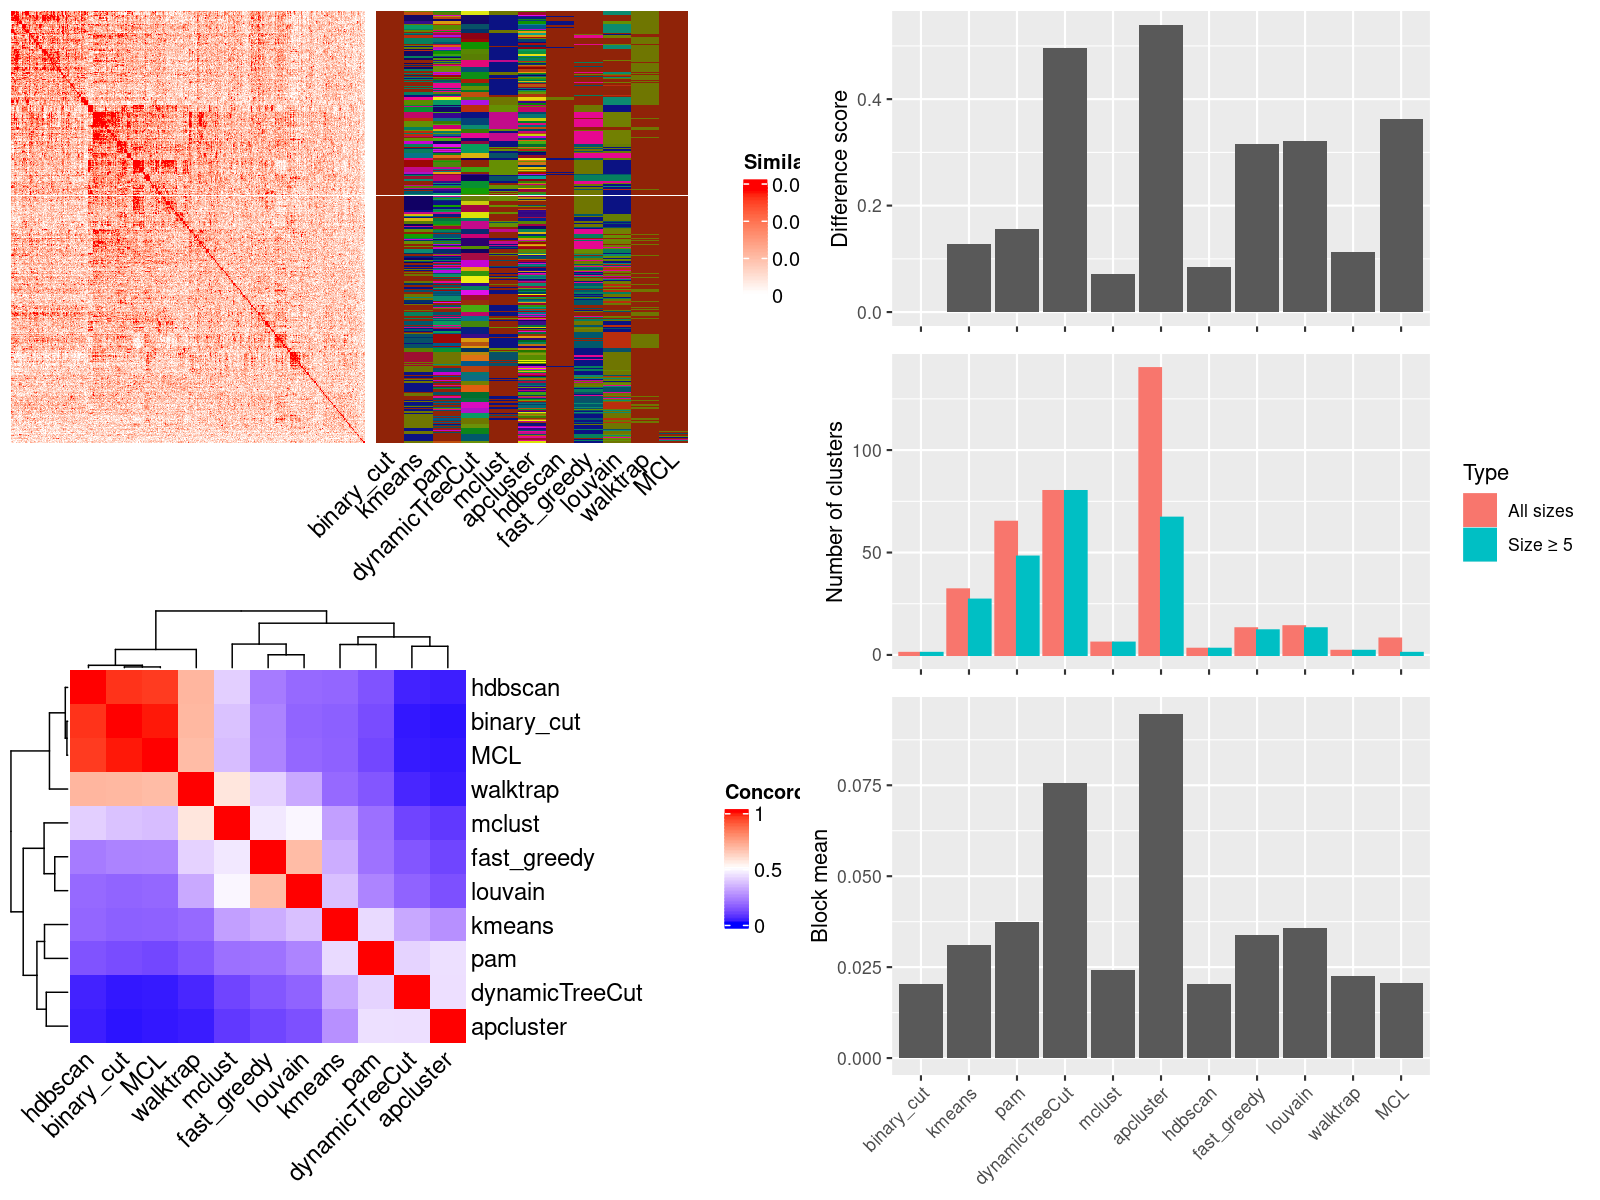 Simila
0.0
0.0
0.0
0
binary_cut
kmeans
pam
dynamicTreeCut
mclust
apcluster
hdbscan
fast_greedy
louvain
walktrap
MCL
hdbscan
binary_cut
MCL
walktrap
mclust
fast_greedy
louvain
kmeans
pam
dynamicTreeCut
apcluster
hdbscan
binary_cut
MCL
walktrap
mclust
fast_greedy
louvain
kmeans
pam
dynamicTreeCut
apcluster
Concord
1
0.5
0
Difference score
0.4
0.2
0.0
Number of clusters
100
50
0
Type
All sizes
Size ≥ 5
Block mean
0.075
0.050
0.025
0.000
binary_cut
kmeans
pam
dynamicTreeCut
mclust
apcluster
hdbscan
fast_greedy
louvain
walktrap
MCL